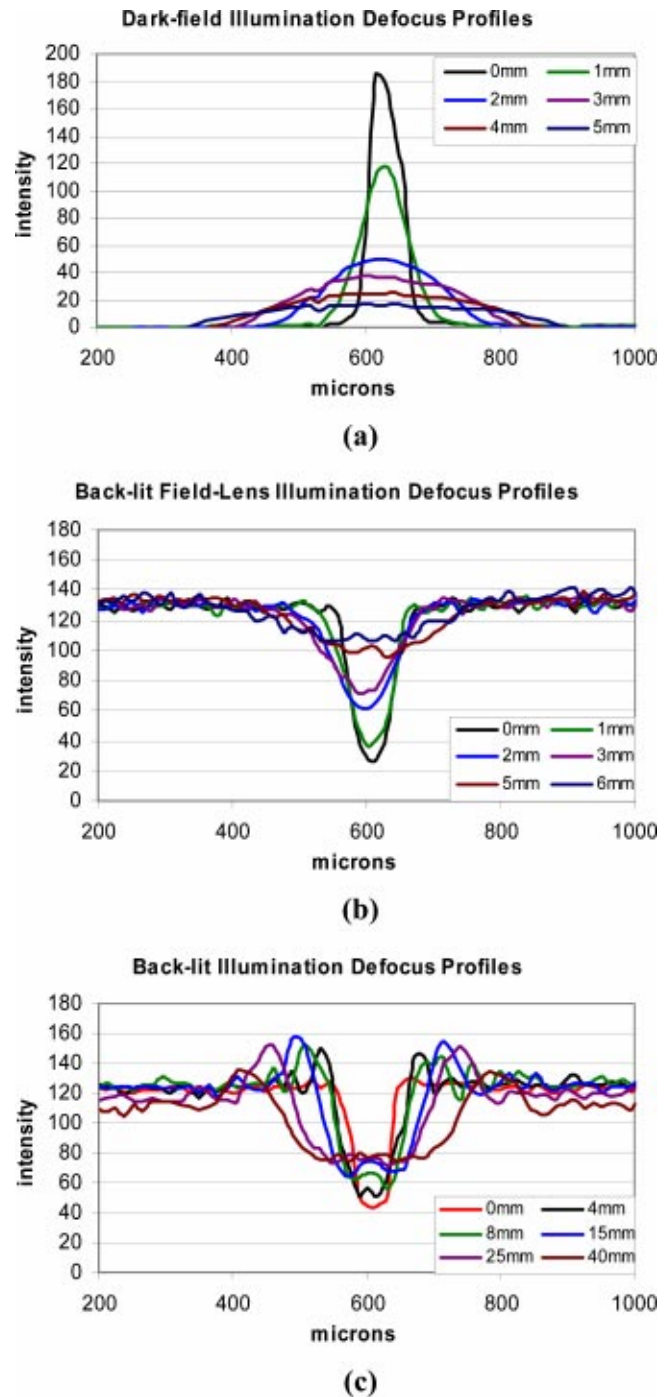 Dark-field Illumination Defocus Profiles
200
180
160
140
120
100
80
60
40
20
0
intensity
0mm 1mm
2mm 3mm
4mm 5mm
200 400 600 800 1000
microns
(a)
Back-lit Field-Lens Illumination Defocus Profiles
180
160
140
120
100
80
60
40
20
0
intensity
0mm 1mm
2mm 3mm
5mm 6mm
200 400 600 800 1000
microns
(b)
Back-lit Illumination Defocus Profiles
180
160
140
120
100
80
60
40
20
0
intensity
0mm 4mm
8mm 15mm
25mm 40mm
200 400 600 800 1000
microns
(c)